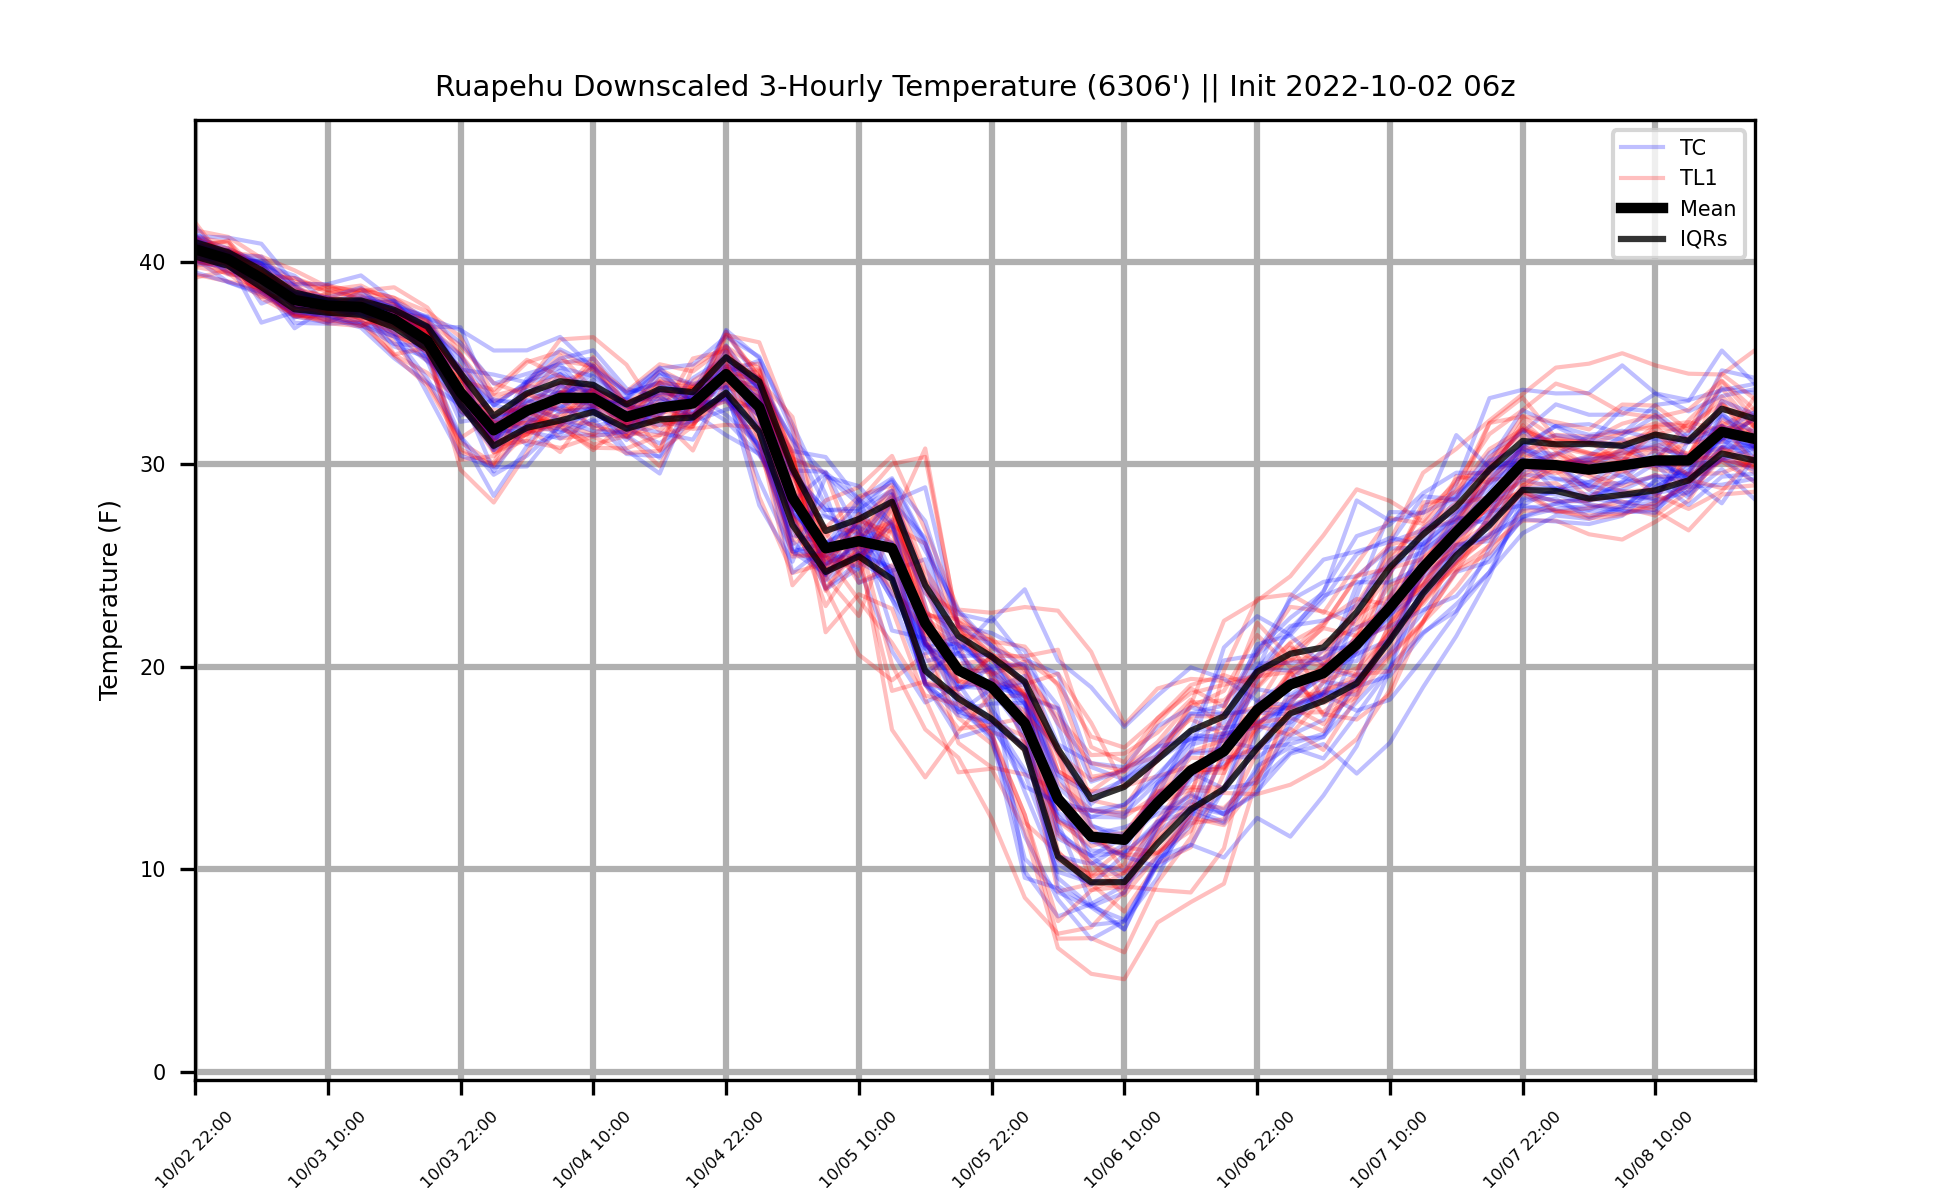 Ruapehu Downscaled 3-Hourly Temperature (6306') || Init 2022-10-02 06z
TC
TL1
Mean
IQRs
Temperature (F)
40
30
20
10
0
10/02 22:00
10/03 10:00
10/03 22:00
10/04 10:00
10/04 22:00
10/05 10:00
10/05 22:00
10/06 10:00
10/06 22:00
10/07 10:00
10/07 22:00
10/08 10:00